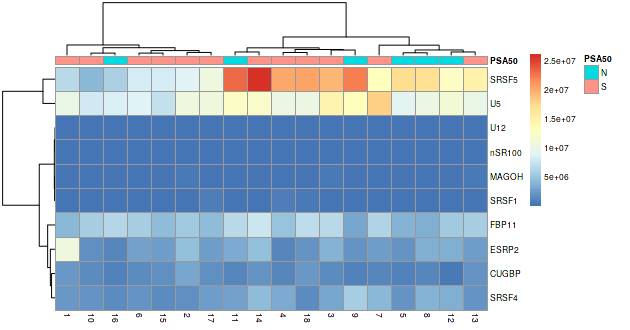 PSA50
SRSF5
U5
U12
nSR100
MAGOH
SRSF1
FBP11
ESRP2
CUGBP
SRSF4
1 10 16 6 15 2 17 11 14 4 18 3 9 7 5 8 12 13
2.5e+07
2e+07
1.5e+07
1e+07
5e+06
PSA50
N
S